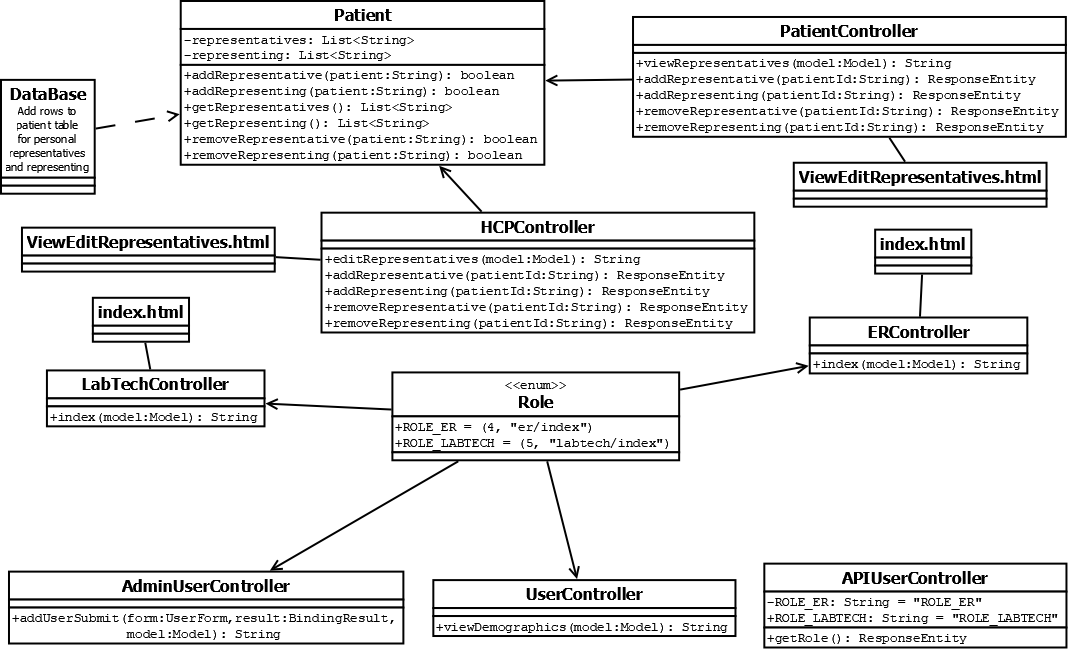 Patient
-representatives: List<String>
-representing: List<String>
+addRepresentative(patient:String): boolean
+addRepresenting(patient:String): boolean
+getRepresentatives(): List<String>
+getRepresenting(): List<String>
+removeRepresentative(patient:String): boolean
+removeRepresenting(patient:String): boolean
PatientController
+viewRepresentatives(model:Model): String
+addRepresentative(patientId:String): ResponseEntity
+addRepresenting(patientId:String): ResponseEntity
+removeRepresentative(patientId:String): ResponseEntity
+removeRepresenting(patientId:String): ResponseEntity
DataBase
Add rows to
patient table
for personal
representatives
and representing
ViewEditRepresentatives.html
HCPController
+editRepresentatives(model:Model): String
+addRepresentative(patientId:String): ResponseEntity
+addRepresenting(patientId:String): ResponseEntity
+removeRepresentative(patientId:String): ResponseEntity
+removeRepresenting(patientId:String): ResponseEntity
ViewEditRepresentatives.html
index.html
index.html
ERController
+index(model:Model): String
LabTechController
+index(model:Model): String
<<enum>>
Role
+ROLE_ER = (4, "er/index")
+ROLE_LABTECH = (5, "labtech/index")
AdminUserController
+addUserSubmit(form:UserForm,result:BindingResult,
model:Model): String
UserController
+viewDemographics(model:Model): String
APIUserController
-ROLE_ER: String = "ROLE_ER"
+ROLE_LABTECH: String = "ROLE_LABTECH"
+getRole(): ResponseEntity